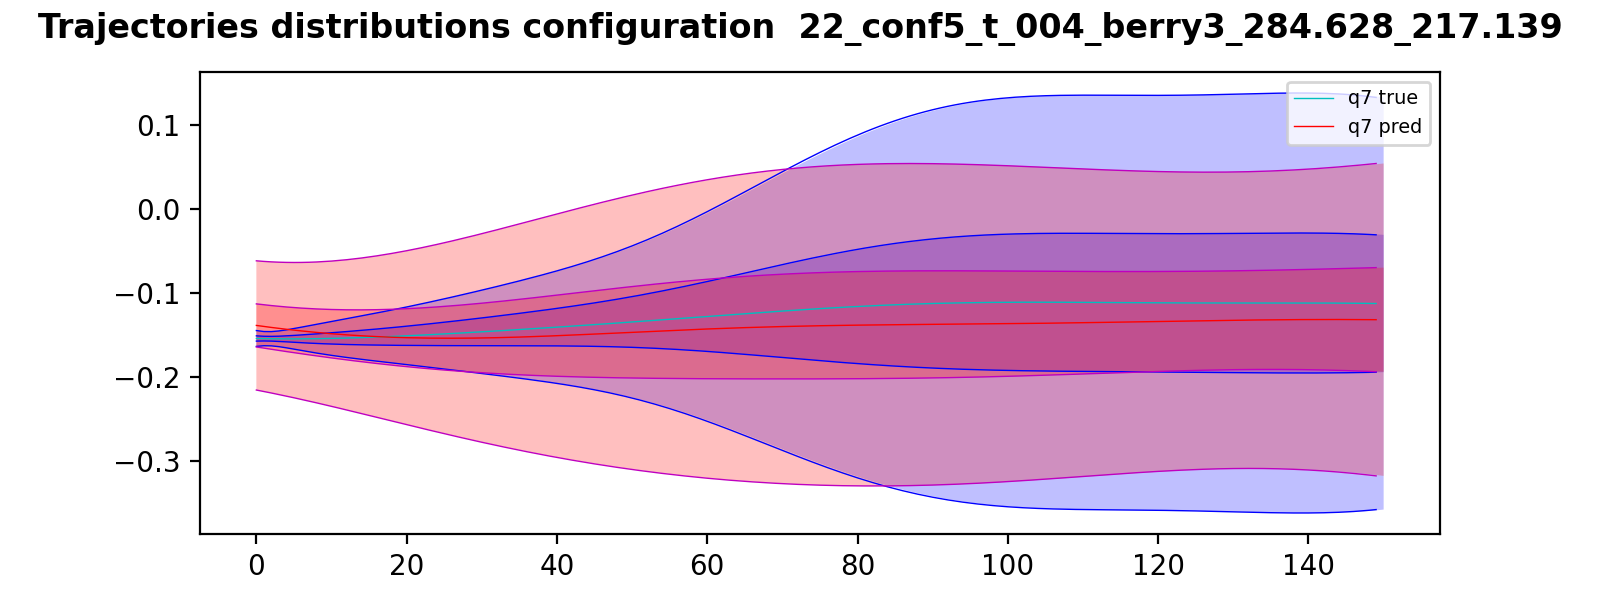 Trajectories distributions configuration  22_conf5_t_004_berry3_284.628_217.139
q7 true
q7 pred
0.1
0.0
−0.1
−0.2
−0.3
0 20 40 60 80 100 120 140